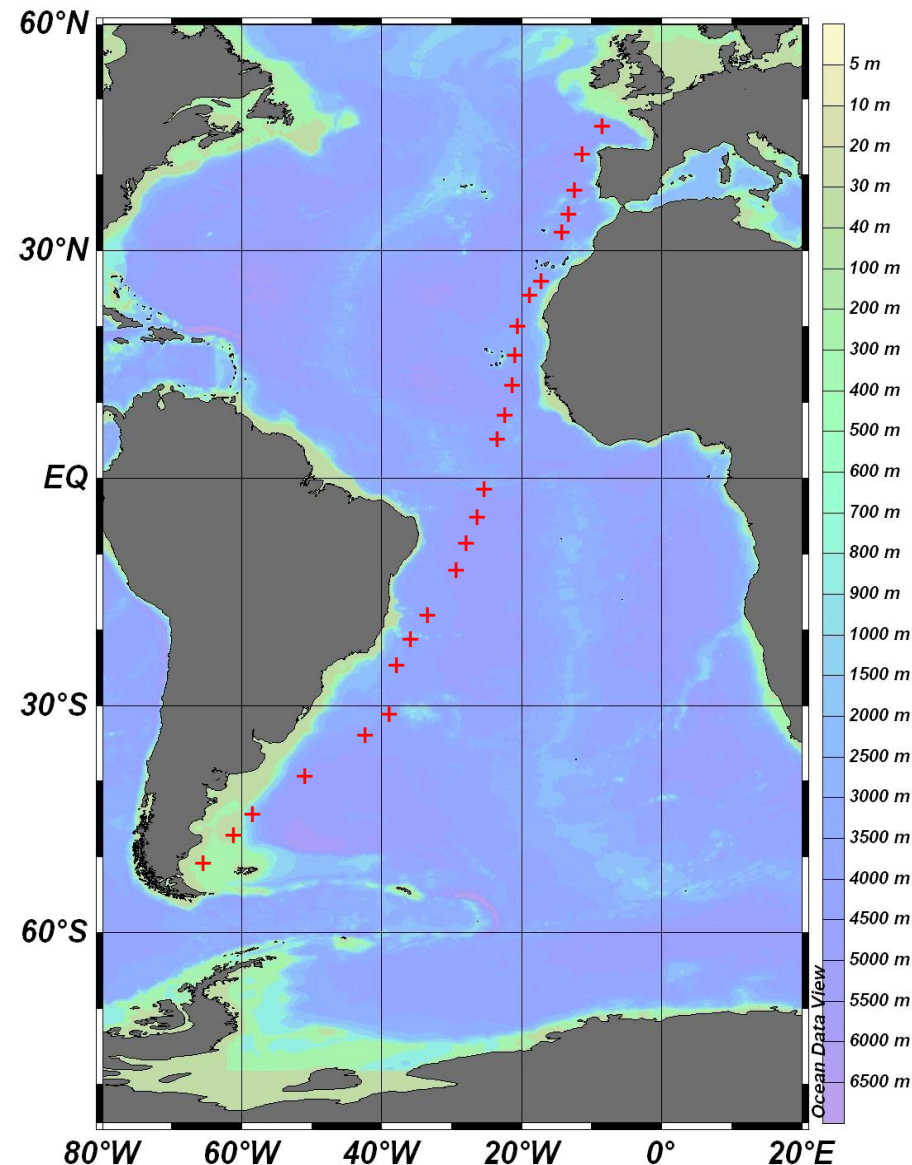 60°N
30°N
EQ
30°S
60°S
80°W
60°W
40°W
20°W
0°
20°E
5 m
10 m
20 m
30 m
40 m
100 m
200 m
300 m
400 m
500 m
600 m
700 m
800 m
900 m
1000 m
1500 m
2000 m
2500 m
3000 m
3500 m
4000 m
4500 m
5000 m
5500 m
6000 m
6500 m
Ocean Data View